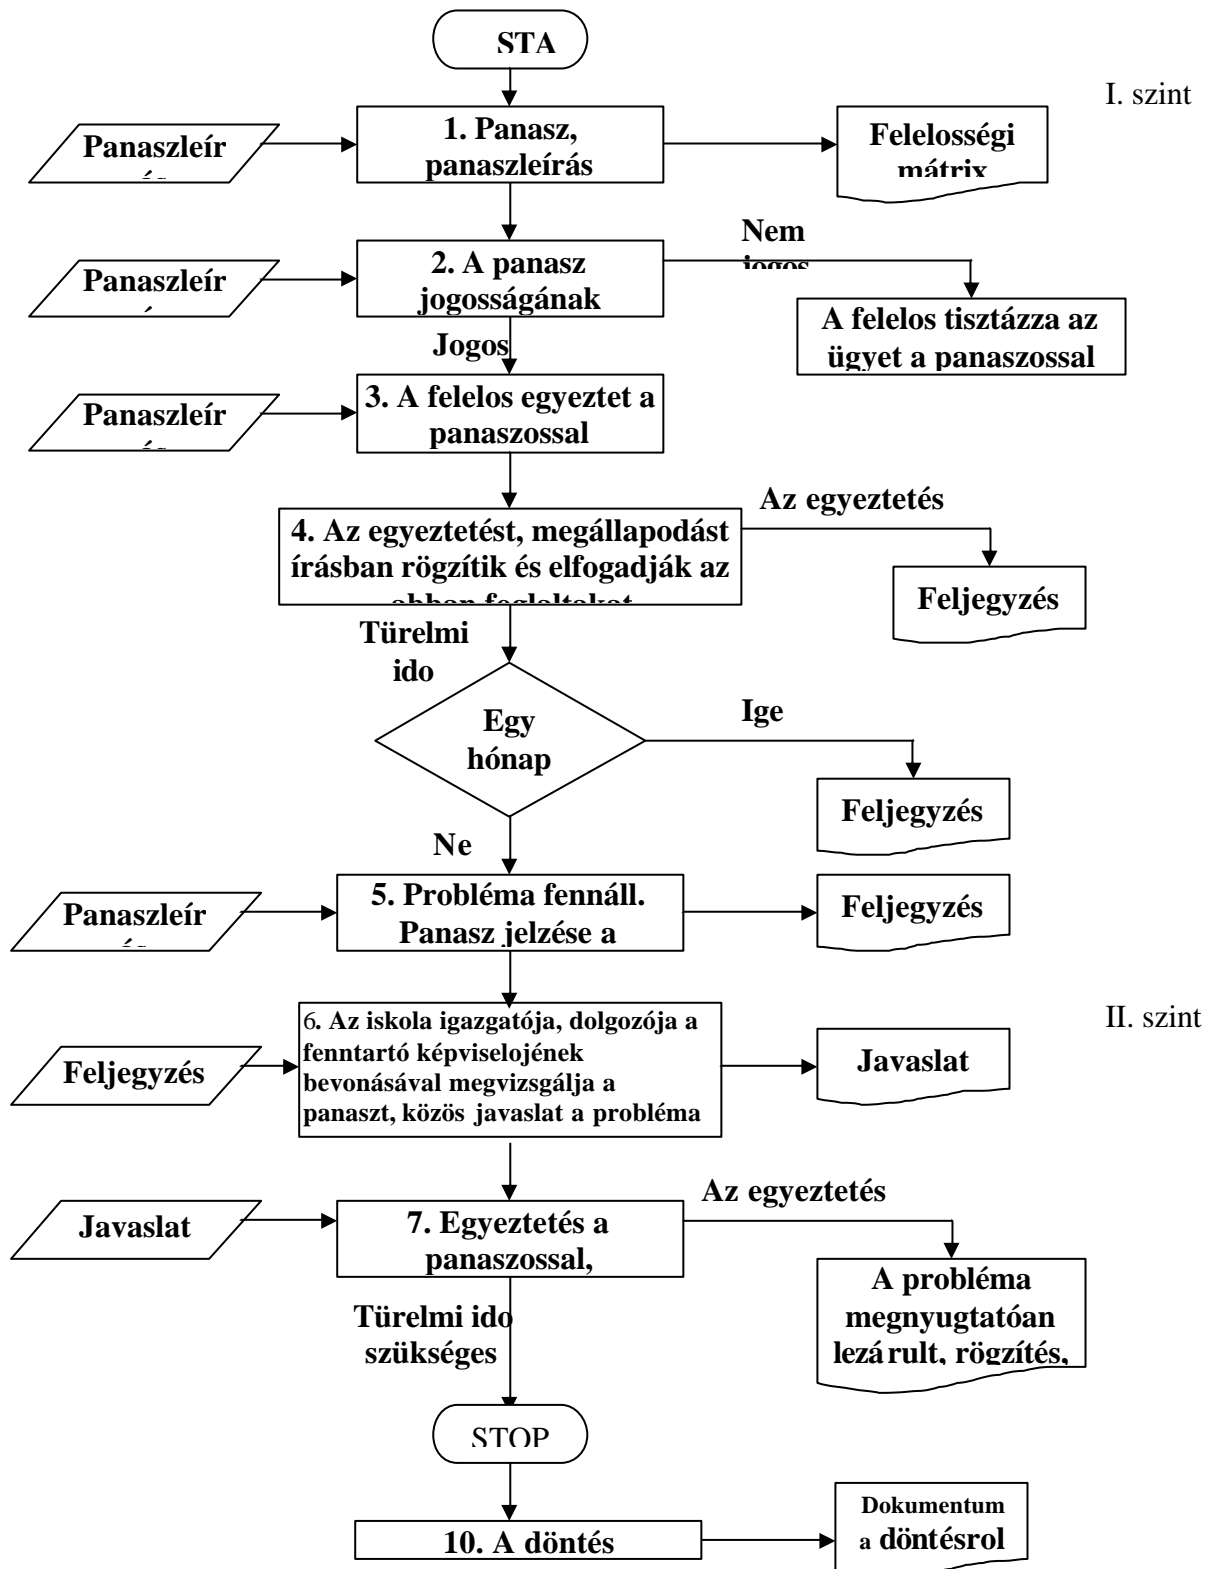 STA
I. szint
Panaszleír
1. Panasz,
panaszleírás
Felelosségi
mátrix
Panaszleír
2. A panasz
jogosságának
Nem
jogos
A felelos tisztázza az
ügyet a panaszossal
Jogos
Panaszleír
3. A felelos egyeztet a
panaszossal
4. Az egyeztetést, megállapodást
írásban rögzítik és elfogadják az
abban foglaltakat
Az egyeztetés
Feljegyzés
Türelmi
ido
Egy
hónap
Ige
Feljegyzés
Ne
Panaszleír
5. Probléma fennáll.
Panasz jelzése a
Feljegyzés
II. szint
Feljegyzés
6. Az iskola igazgatója, dolgozója a
fenntartó képviselojének
bevonásával megvizsgálja a
panaszt, közös javaslat a probléma
Javaslat
Javaslat
7. Egyeztetés a
panaszossal,
Az egyeztetés
A probléma
megnyugtatóan
lezárult, rögzítés,
Türelmi ido
szükséges
STOP
10. A döntés
Dokumentum
a döntésrol